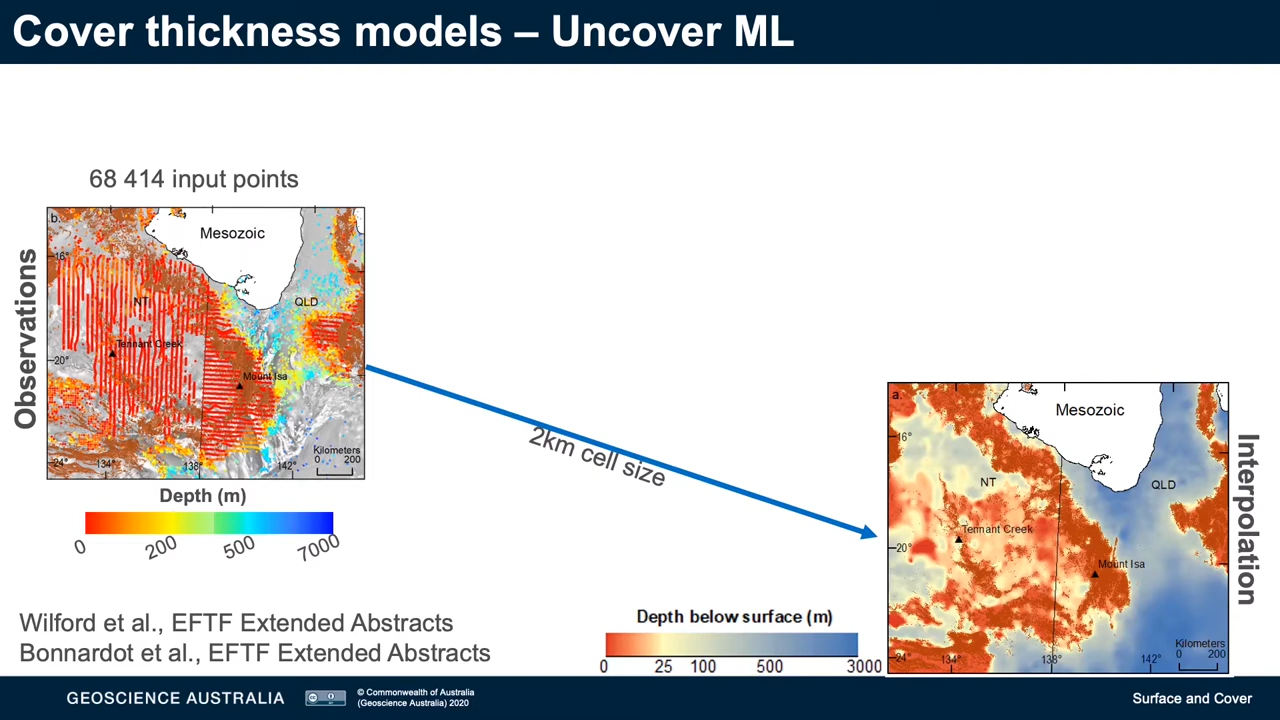 Cover thickness models – Uncover ML
68 414 input points
Observations
b.
Mesozoic
16°
NT
QLD
Tennant Creek
20°
Mount Isa
Kilometers
0 200
24° 134° 138° 142°
Depth (m)
0 200 500 7000
2km cell size
a.
Mesozoic
16°
NT
QLD
Tennant Creek
20°
Mount Isa
Kilometers
0 200
24° 134° 138° 142°
Interpolation
Depth below surface (m)
0 25 100 500 3000
Wilford et al., EFTF Extended Abstracts
Bonnardot et al., EFTF Extended Abstracts
GEOSCIENCE AUSTRALIA
© Commonwealth of Australia
(Geoscience Australia) 2020
Surface and Cover